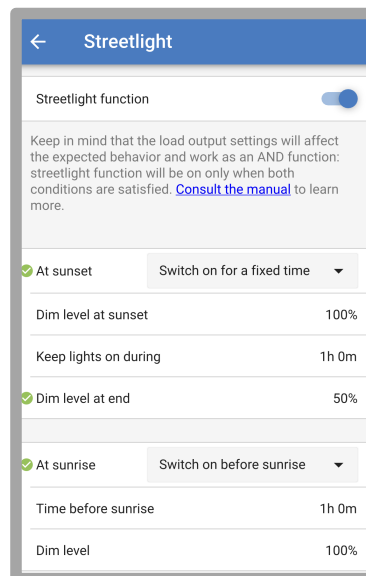 Streetlight
Streetlight function
Keep in mind that the load output settings will affect
the expected behavior and work as an AND function:
streetlight function will be on only when both
conditions are satisfied. Consult the manual to learn
more.
At sunset Switch on for a fixed time
Dim level at sunset 100%
Keep lights on during 1h 0m
Dim level at end 50%
At sunrise Switch on before sunrise
Time before sunrise 1h 0m
Dim level 100%